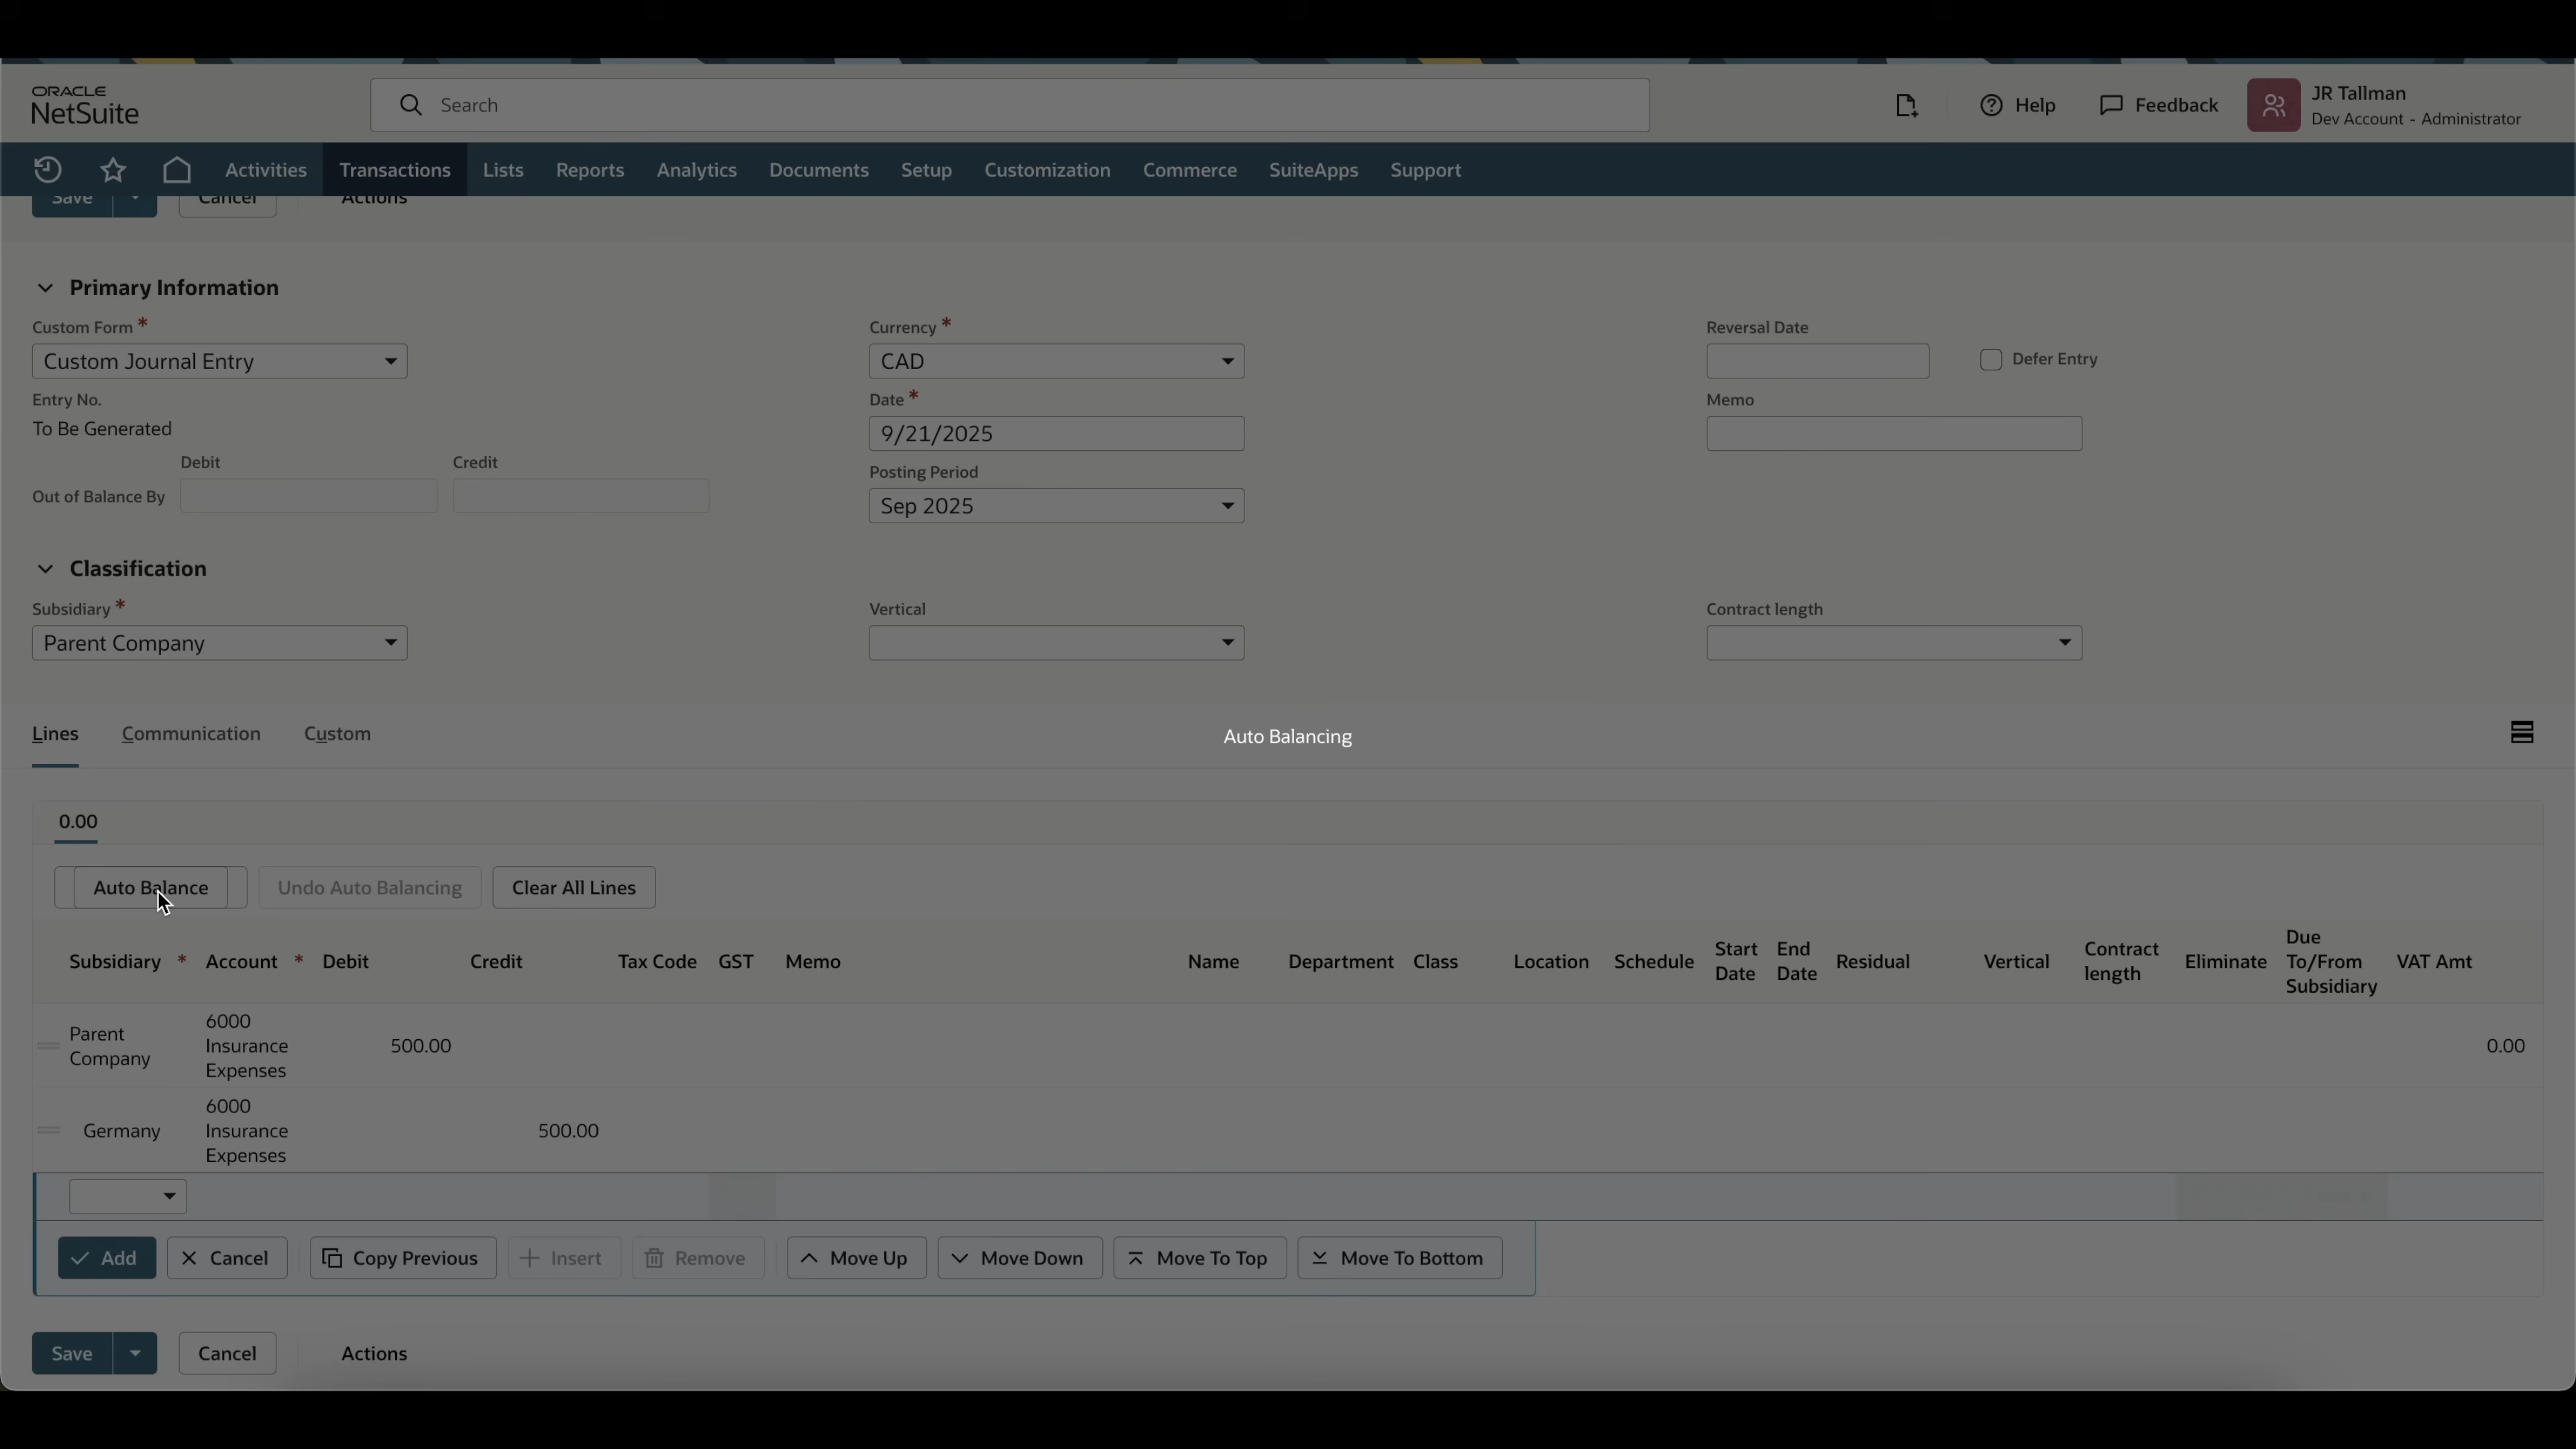 ORACLE
NetSuite
Search
Help
Feedback
JR Tallman
Dev Account - Administrator
Activities
Transactions
Lists
Reports
Analytics
Documents
Setup
Customization
Commerce
SuiteApps
Support
Save
Cancel
Actions
Primary Information
Custom Form *
Custom Journal Entry
Currency *
CAD
Reversal Date
Defer Entry
Entry No.
To Be Generated
Date *
9/21/2025
Memo
Debit
Credit
Out of Balance By
Posting Period
Sep 2025
Classification
Subsidiary *
Parent Company
Vertical
Contract length
Lines
Communication
Custom
Auto Balancing
0.00
Auto Balance
Undo Auto Balancing
Clear All Lines
Subsidiary *
Account *
Debit
Credit
Tax Code
GST
Memo
Name
Department
Class
Location
Schedule
Start
Date
End
Date
Residual
Vertical
Contract
length
Eliminate
Due
To/From
Subsidiary
VAT Amt
Parent
Company
6000
Insurance
Expenses
500.00
0.00
Germany
6000
Insurance
Expenses
500.00
Add
Cancel
Copy Previous
Insert
Remove
Move Up
Move Down
Move To Top
Move To Bottom
Save
Cancel
Actions